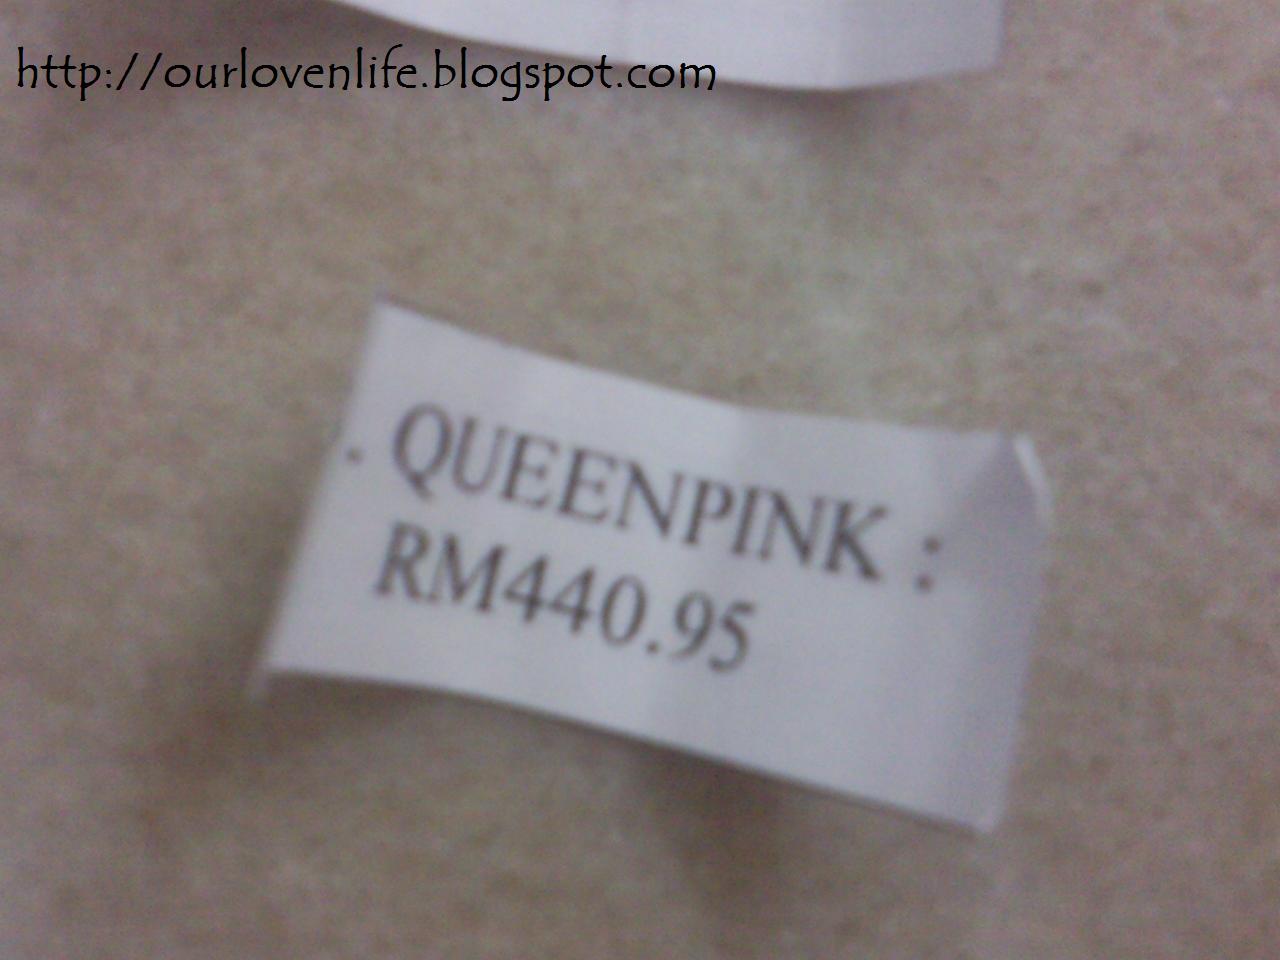 http://ourlovenlife.blogspot.com
. QUEENPINK :
RM440.95